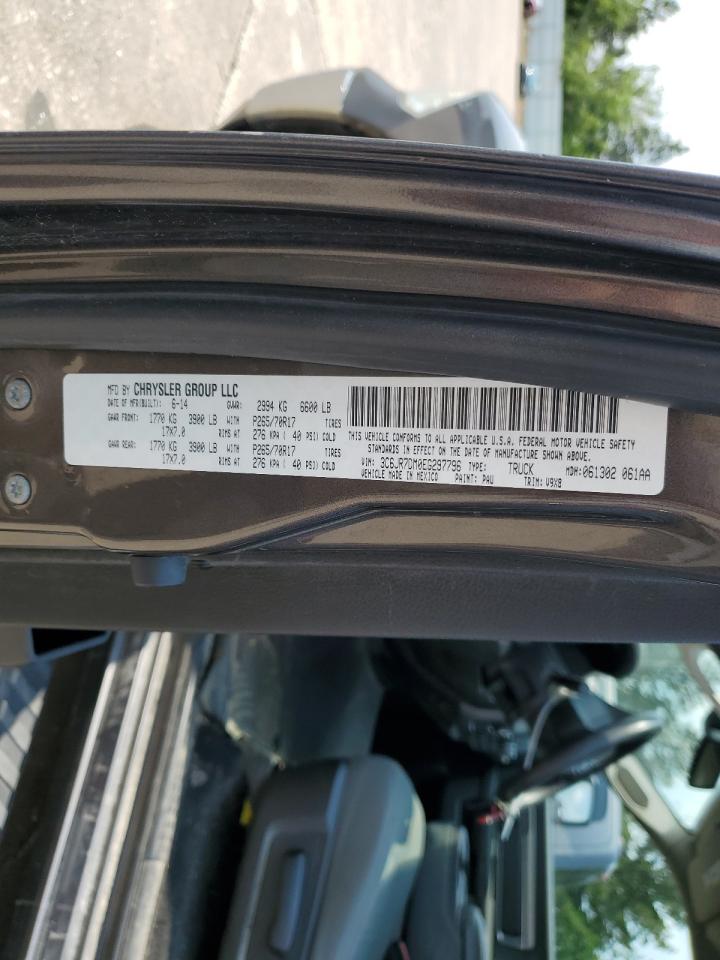 MFD BY CHRYSLER GROUP LLC
DATE OF MFR(BUILT): 6-14 GVWR: 2994 KG 6600 LB
GAWR FRONT: 1770 KG 3900 LB WITH P265/70R17 TIRES
17X7.0 RIMS AT 276 KPA ( 40 PSI) COLD
GAWR REAR: 1770 KG 3900 LB WITH P265/70R17 TIRES
17X7.0 RIMS AT 276 KPA ( 40 PSI) COLD
THIS VEHICLE CONFORMS TO ALL APPLICABLE U.S.A. FEDERAL MOTOR VEHICLE SAFETY
STANDARDS IN EFFECT ON THE DATE OF MANUFACTURE SHOWN ABOVE.
VIN: 3C6JR7DM0EG297796 TYPE: TRUCK MDH: 061302 061AA
VEHICLE MADE IN MEXICO PAINT: PAU TRIM: V9X8